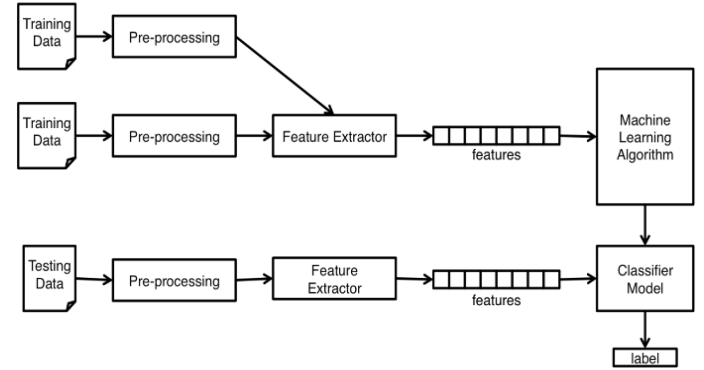 Training
Data
Pre-processing
Training
Data
Pre-processing
Feature Extractor
features
Machine
Learning
Algorithm
Testing
Data
Pre-processing
Feature
Extractor
features
Classifier
Model
label